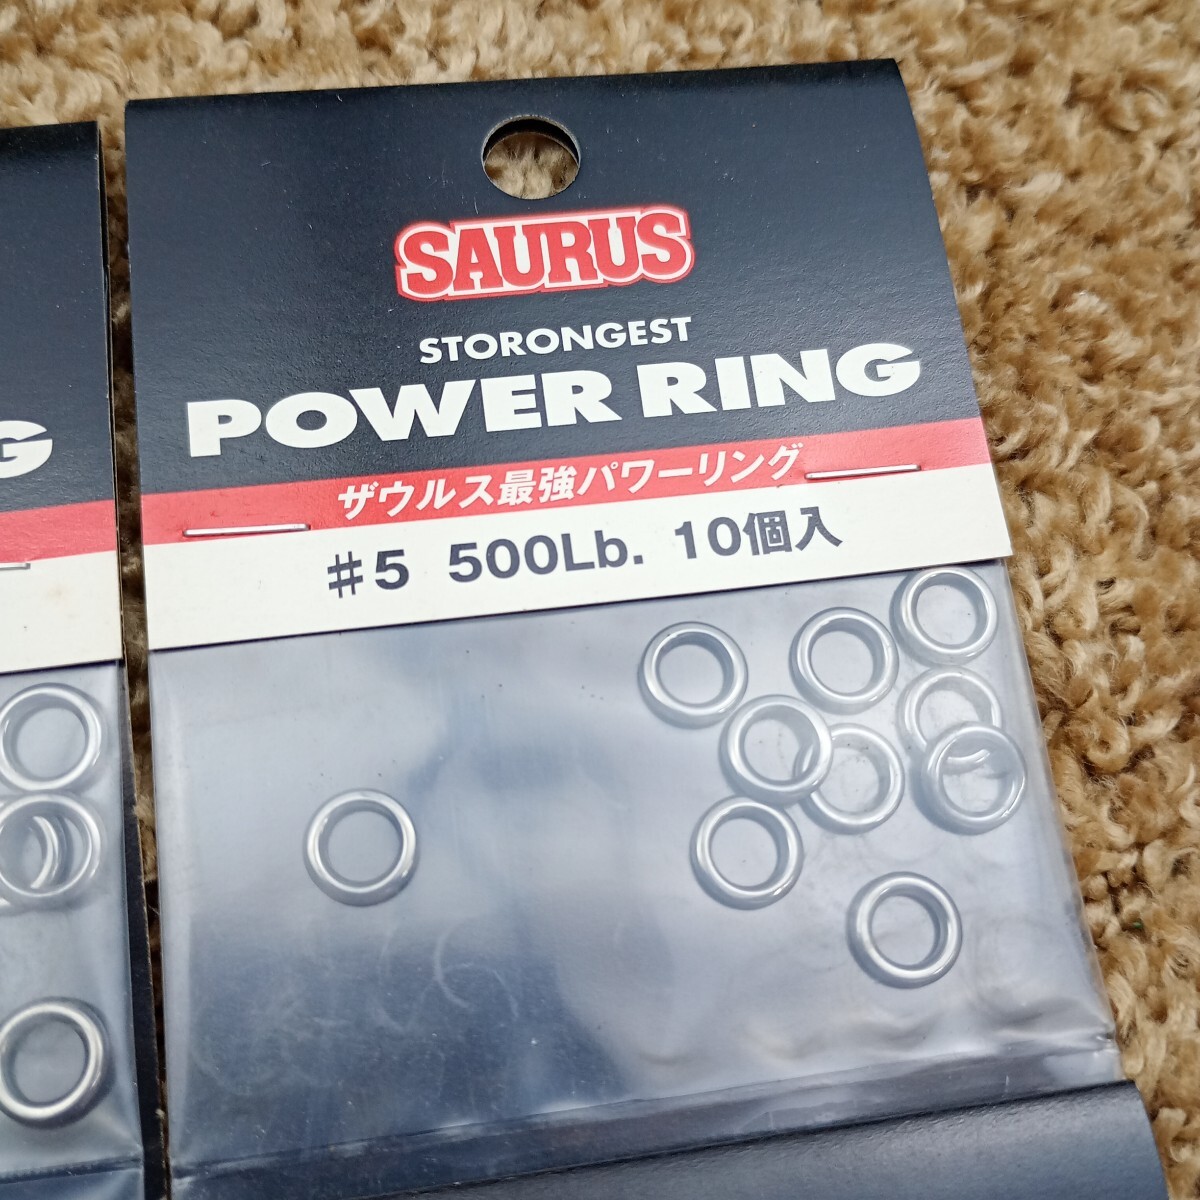 SAURUS
STORONGEST
POWER RING
ザウルス最強パワーリング
#5 500Lb. 10個入
G